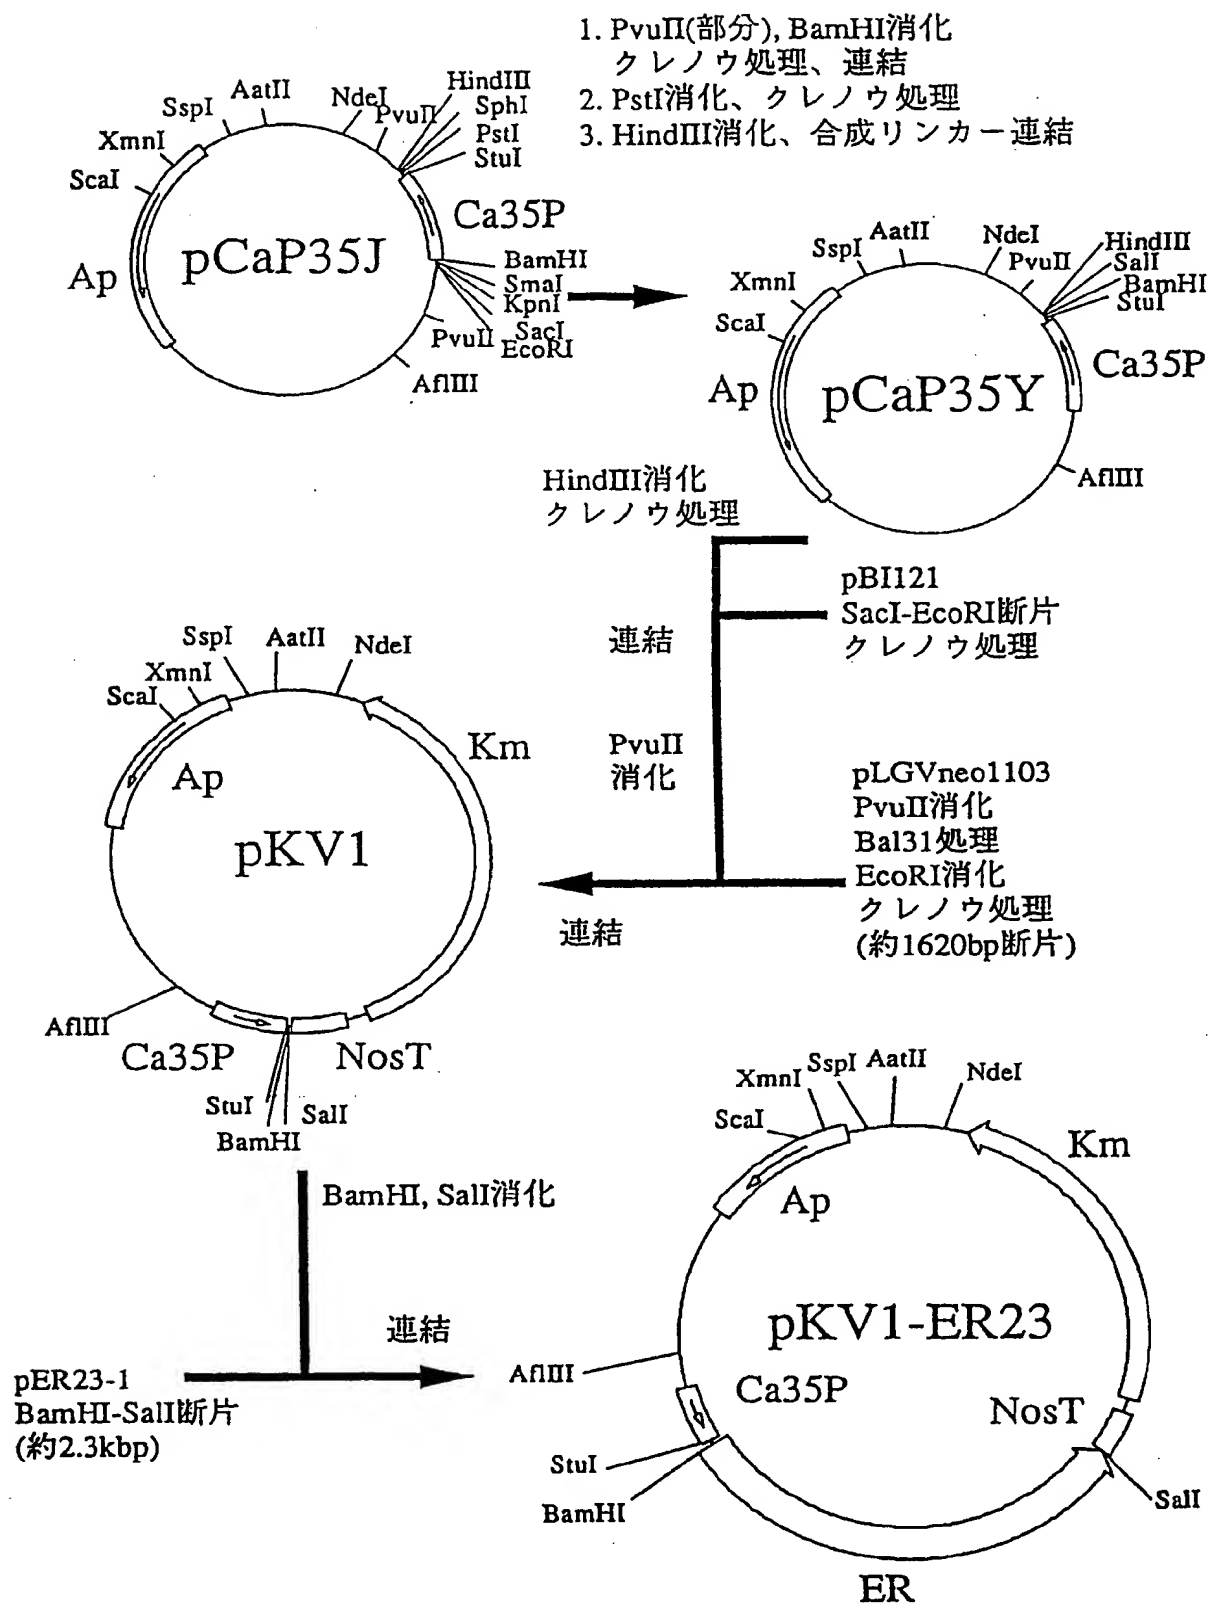 1. PvuII(部分), BamHI消化
クレノウ処理、連結
2. PstI消化、クレノウ処理
3. HindIII消化、合成リンカー連結
SspI
AatII
NdeI
PvuII
HindIII
SphI
PstI
StuI
XmnI
ScaI
Ca35P
pCaP35J
Ap
BamHI
SmaI
KpnI
SacI
EcoRI
PvuII
AflIII
SspI
AatII
NdeI
PvuII
HindIII
SalI
BamHI
StuI
XmnI
ScaI
Ca35P
Ap
pCaP35Y
AflIII
HindIII消化
クレノウ処理
pBI121
SacI-EcoRI断片
クレノウ処理
連結
PvuII
消化
pLGVneo1103
PvuII消化
Bal31処理
EcoRI消化
クレノウ処理
(約1620bp断片)
連結
SspI
AatII
NdeI
XmnI
ScaI
Km
Ap
pKV1
AflIII
Ca35P
NosT
StuI
SalI
BamHI
BamHI, SalI消化
連結
pER23-1
BamHI-SalI断片
(約2.3kbp)
XmnI
SspI
AatII
NdeI
ScaI
Km
Ap
pKV1-ER23
AflIII
Ca35P
NosT
StuI
BamHI
SalI
ER